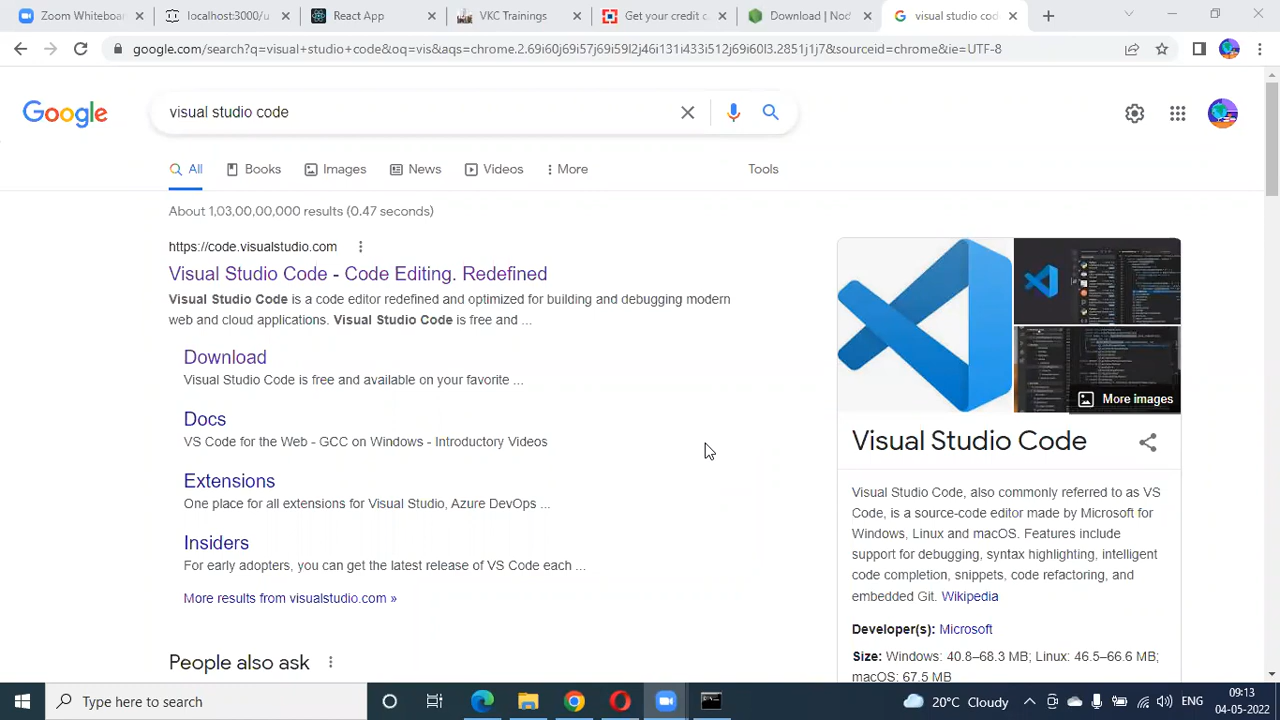 Zoom Whiteboa
localhost:3000/u
React App
VKC Trainings
Get your credit c
Download | Nod
visual studio cod
google.com/search?q=visual+studio+code&oq=vis&aqs=chrome.2.69i60j69i57j69i59l2j46i131i433i512j69i60l3.2851j1j7&sourceid=chrome&ie=UTF-8
Google
visual studio code
All
Books
Images
News
Videos
More
Tools
About 1,03,00,00,000 results (0.47 seconds)
https://code.visualstudio.com
Visual Studio Code - Code Editing. Redefined
Visual Studio Code is a code editor redefined and optimized for building and debugging modern
web and cloud applications. Visual Studio Code is free and ...
Download
Visual Studio Code is free and available on your favorite ...
Docs
VS Code for the Web - GCC on Windows - Introductory Videos
Extensions
One place for all extensions for Visual Studio, Azure DevOps ...
Insiders
For early adopters, you can get the latest release of VS Code each ...
More results from visualstudio.com »
People also ask
More images
Visual Studio Code
Visual Studio Code, also commonly referred to as VS
Code, is a source-code editor made by Microsoft for
Windows, Linux and macOS. Features include
support for debugging, syntax highlighting, intelligent
code completion, snippets, code refactoring, and
embedded Git. Wikipedia
Developer(s): Microsoft
Size: Windows: 40.8–68.3 MB; Linux: 46.5–66.6 MB;
macOS: 67.5 MB
Type here to search
20°C Cloudy
ENG
09:13
04-05-2022